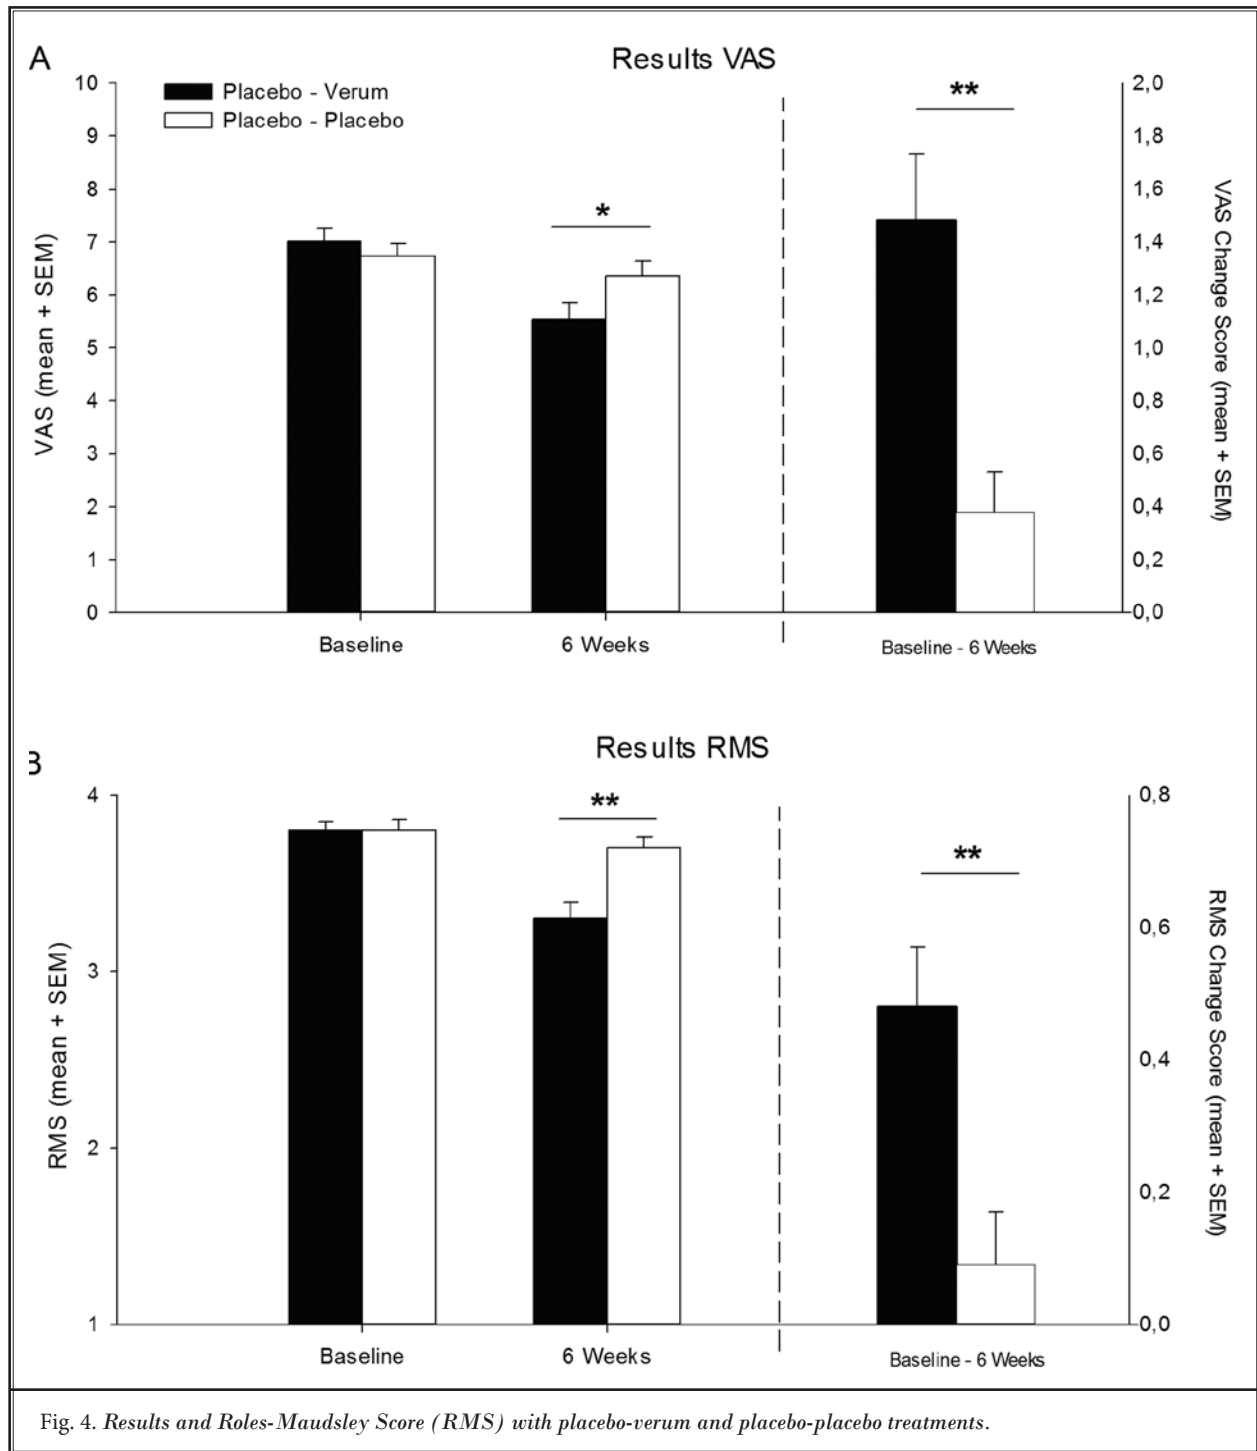 A
Results VAS
Placebo - Verum
Placebo - Placebo
10
9
8
7
6
5
4
3
2
1
0
VAS (mean + SEM)
*
**
2,0
1,8
1,6
1,4
1,2
1,0
0,8
0,6
0,4
0,2
0,0
VAS Change Score (mean + SEM)
Baseline
6 Weeks
Baseline - 6 Weeks
B
Results RMS
4
3
2
1
RMS (mean + SEM)
**
**
0,8
0,6
0,4
0,2
0,0
RMS Change Score (mean + SEM)
Baseline
6 Weeks
Baseline - 6 Weeks
Fig. 4. Results and Roles-Maudsley Score (RMS) with placebo-verum and placebo-placebo treatments.